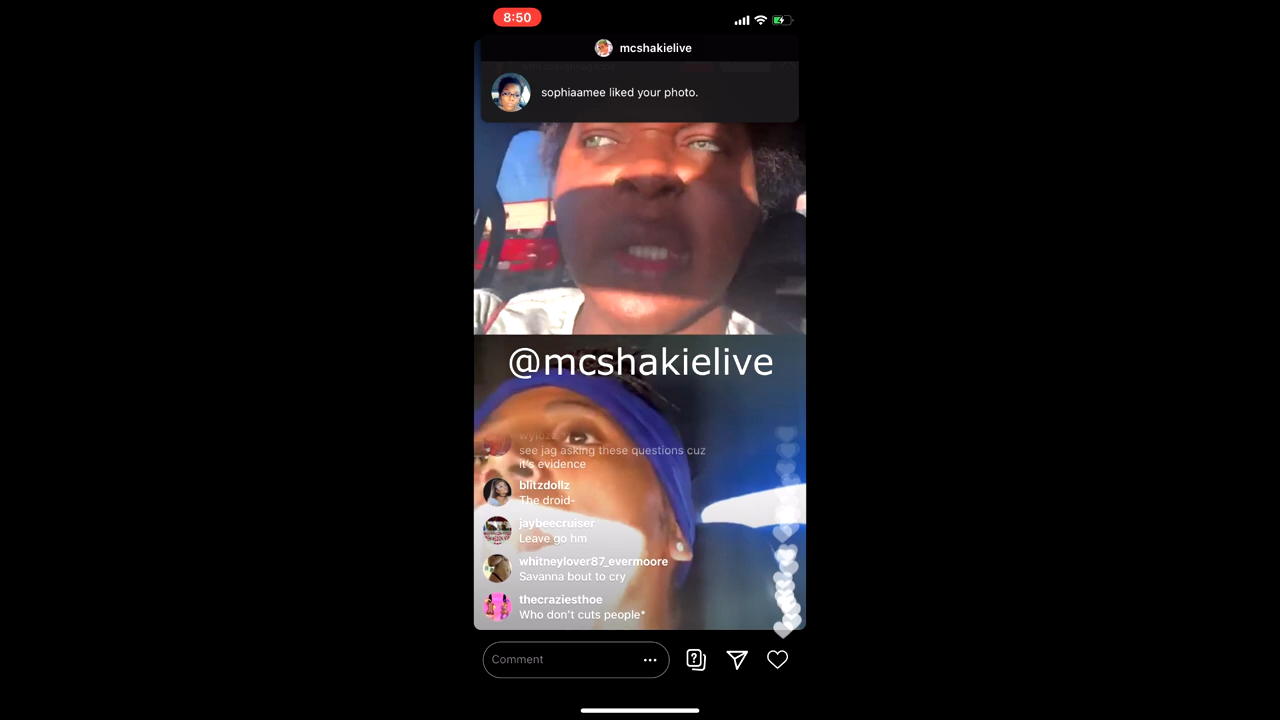 8:50
mcshakielive
sophiaamee liked your photo.
@mcshakielive
see jag asking these questions cuz
it's evidence
blitzdollz
The droid-
jaybeecruiser
Leave go hm
whitneylover87_evermoore
Savanna bout to cry
thecraziesthoe
Who don't cuts people*
Comment